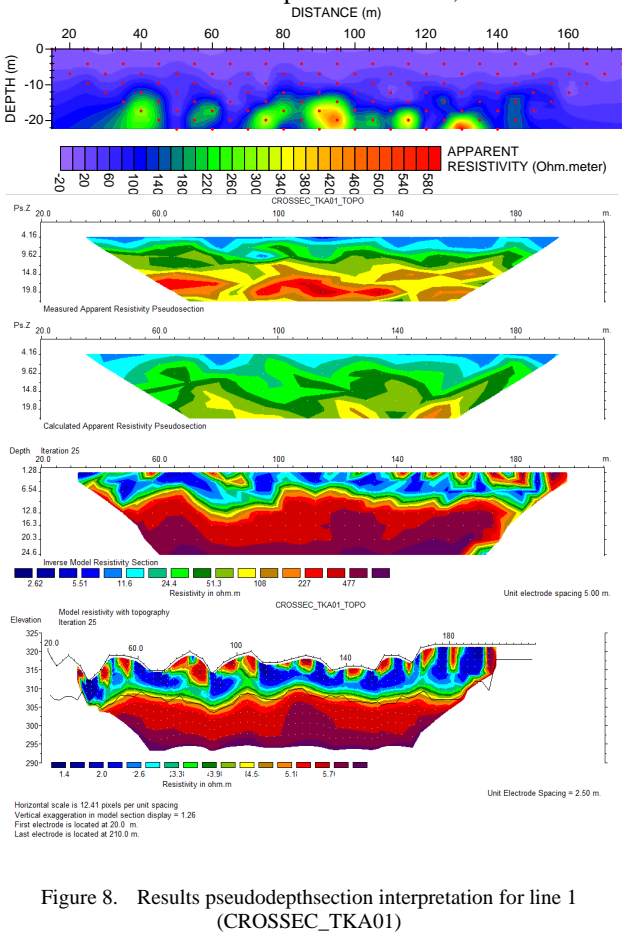 DISTANCE (m)
20 40 60 80 100 120 140 160
DEPTH (m)
0
-10
-20
APPARENT
RESISTIVITY (Ohm.meter)
-20 20 60 100 140 180 220 260 3400 3800 4200 4600 500 540 580
CROSSEC_TKA01_TOPO
Ps.Z 20.0 60.0 100 140 180 m.
4.16
9.62
14.8
19.8
Measured Apparent Resistivity Pseudosection
Ps.Z 20.0 60.0 100 140 180 m.
4.16
9.62
14.8
19.8
Calculated Apparent Resistivity Pseudosection
Depth Iteration 25
20.0 60.0 100 140 180 m.
1.28
6.54
12.8
16.3
20.3
24.6
Inverse Model Resistivity Section
2.62 5.51 11.6 24.4 51.3 108 227 477
Resistivity in ohm.m
Unit electrode spacing 5.00 m.
CROSSEC_TKA01_TOPO
Model resistivity with topography
Elevation Iteration 25
325
320
315
310
305
300
295
290
20.0 60.0 100 140 180
1.4 2.0 2.6 3.9 5.7
Resistivity in ohm.m
Unit Electrode Spacing = 2.50 m.
Horizontal scale is 12.41 pixels per unit spacing
Vertical exaggeration in model section display = 1.26
First electrode is located at 20.0 m.
Last electrode is located at 210.0 m.
Figure 8. Results pseudodepthsection interpretation for line 1
(CROSSEC_TKA01)